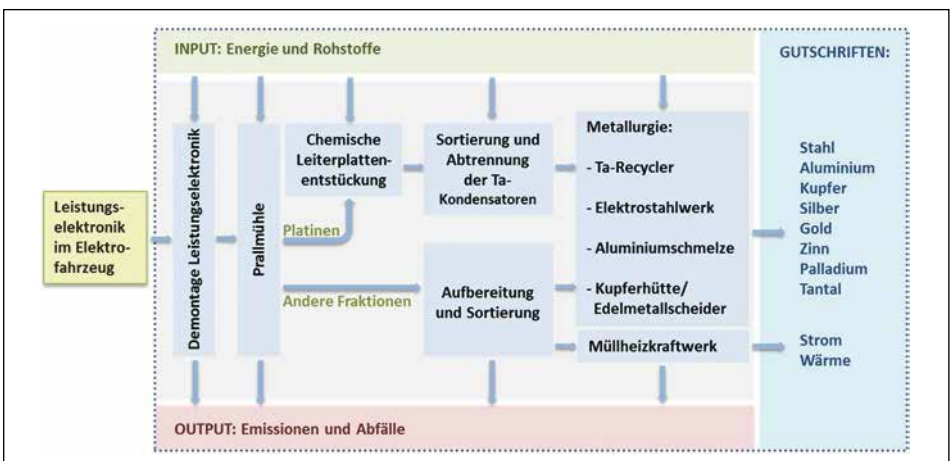 INPUT: Energie und Rohstoffe
GUTSCHRIFTEN:
Leistungs-
elektronik
im Elektro-
fahrzeug
Demontage Leistungselektronik
Prallmühle
Chemische
Leiterplatten-
entstückung
Platinen
Andere Fraktionen
Sortierung und
Abtrennung
der Ta-
Kondensatoren
Aufbereitung
und Sortierung
Metallurgie:
- Ta-Recycler
- Elektrostahlwerk
- Aluminiumschmelze
- Kupferhütte/
Edelmetallscheider
Müllheizkraftwerk
Stahl
Aluminium
Kupfer
Silber
Gold
Zinn
Palladium
Tantal
Strom
Wärme
OUTPUT: Emissionen und Abfälle